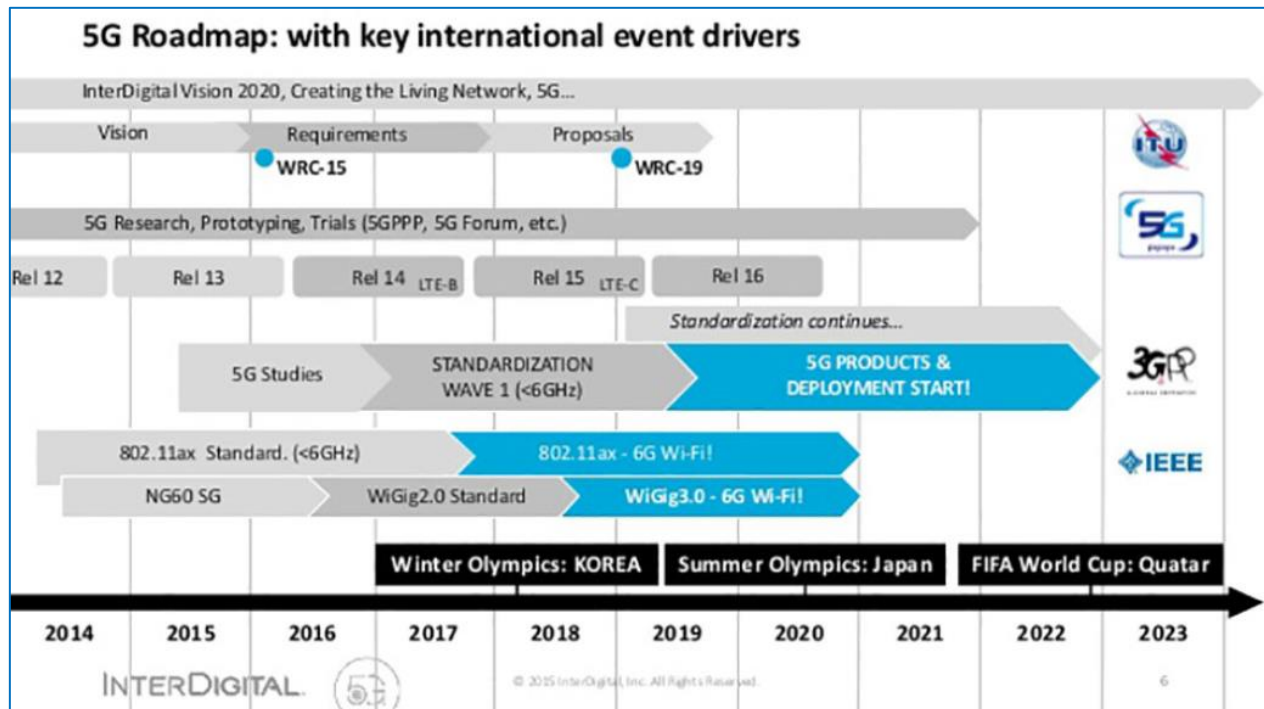 5G Roadmap: with key international event drivers
InterDigital Vision 2020, Creating the Living Network, 5G...
Vision
Requirements
Proposals
WRC-15
WRC-19
ITU
5G Research, Prototyping, Trials (5GPPP, 5G Forum, etc.)
5G
Rel 12
Rel 13
Rel 14 LTE-B
Rel 15 LTE-C
Rel 16
Standardization continues...
5G Studies
STANDARDIZATION
WAVE 1 (<6GHz)
5G PRODUCTS &
DEPLOYMENT START!
3GPP
802.11ax Standard. (<6GHz)
802.11ax - 6G Wi-Fi!
IEEE
NG60 SG
WiGig2.0 Standard
WiGig3.0 - 6G Wi-Fi!
Winter Olympics: KOREA
Summer Olympics: Japan
FIFA World Cup: Quatar
2014 2015 2016 2017 2018 2019 2020 2021 2022 2023
INTERDIGITAL.
5G
© 2015 InterDigital, Inc. All Rights Reserved.
6